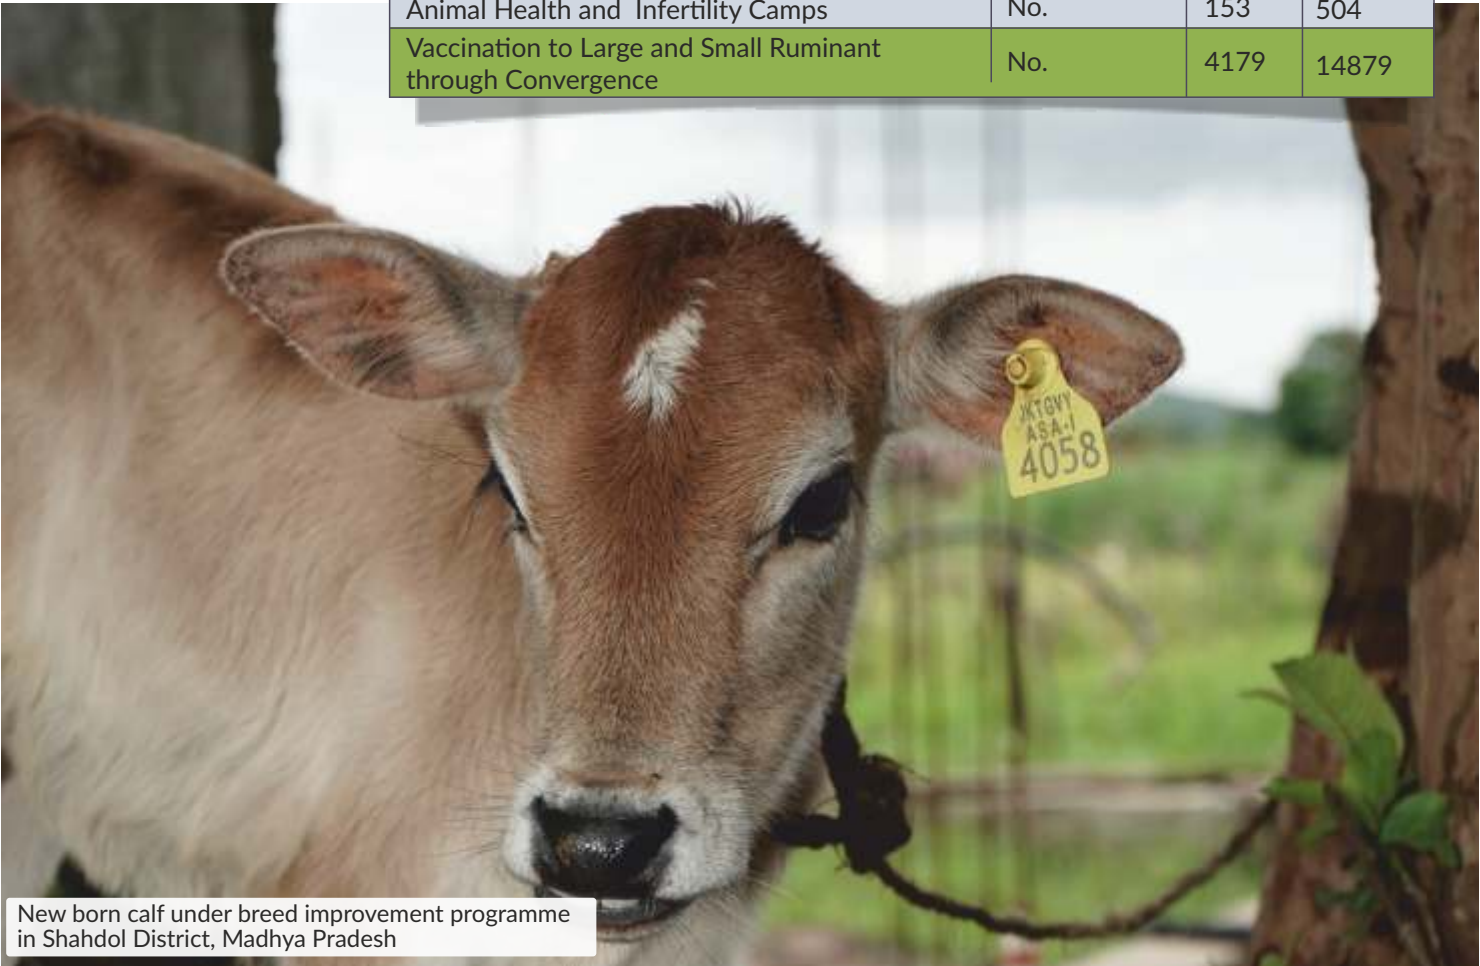 Animal Health and Infertility Camps No. 153 504
Vaccination to Large and Small Ruminant
through Convergence No. 4179 14879
JKTGVY
ASA-I
4058
New born calf under breed improvement programme
in Shahdol District, Madhya Pradesh